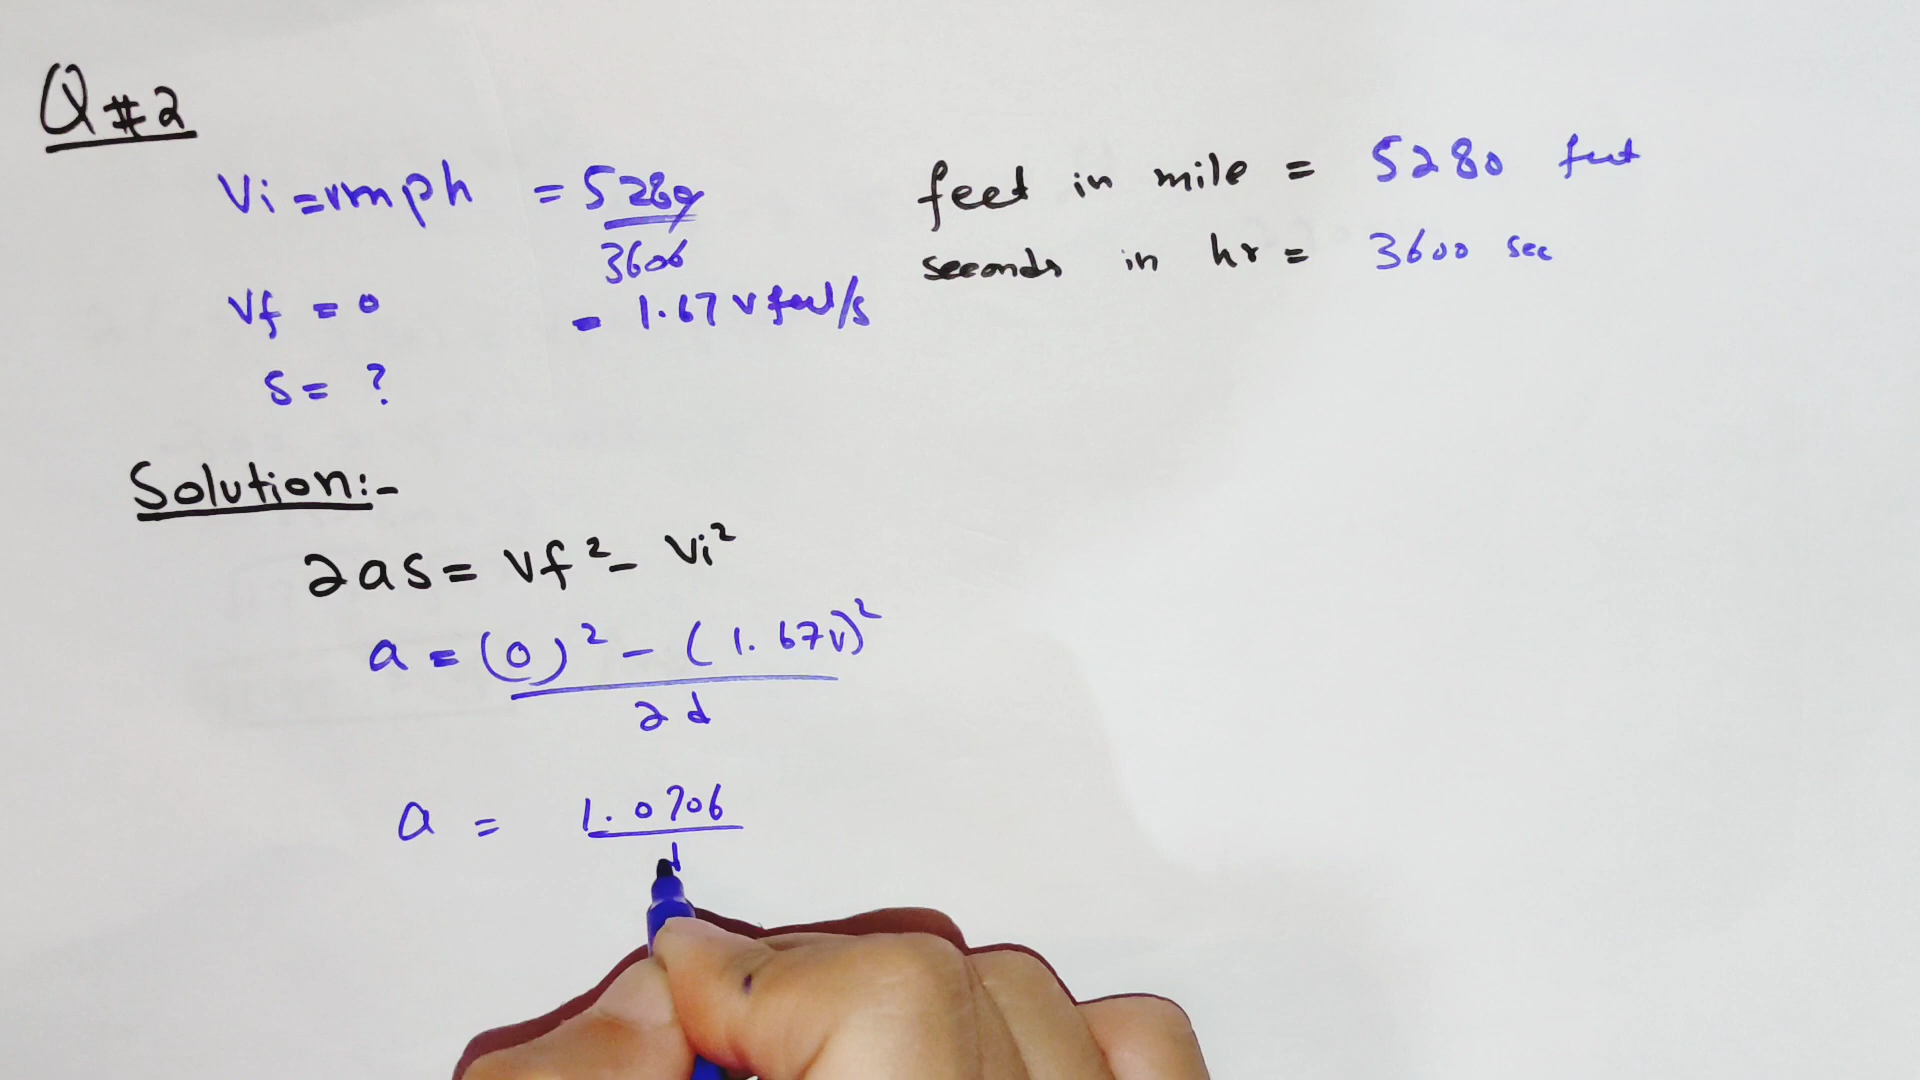 Q#2
Vi = vmph = 5280/3600
feet in mile = 5280 feet
seconds in hr = 3600 sec
Vf = 0
= 1.67 v feet/s
S = ?
Solution:-
2as = vf² - vi²
a = (0)² - (1.67v)²
2d
a = 1.0706
d